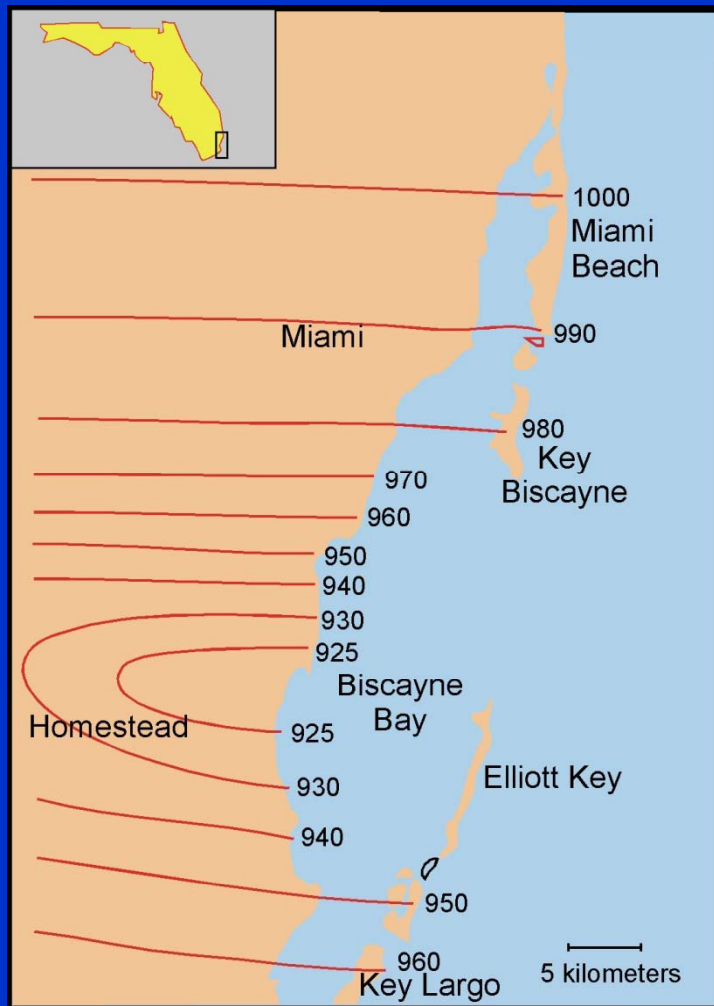 1000
Miami
Beach
990
Miami
980
Key
Biscayne
970
960
950
940
930
925
Biscayne
Bay
Homestead
925
Elliott Key
930
940
950
960
Key Largo
5 kilometers